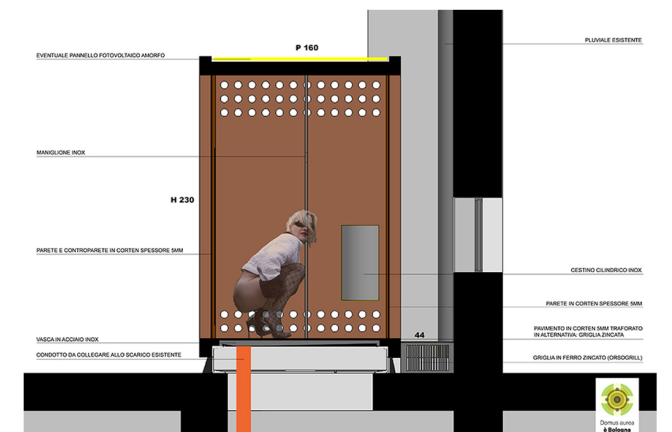 P 160
PLUVIALE ESISTENTE
EVENTUALE PANNELLO FOTOVOLTAICO AMORFO
MANIGLIONE INOX
H 230
PARETE E CONTROPARETE IN CORTEN SPESSORE 5MM
CESTINO CILINDRICO INOX
PARETE IN CORTEN SPESSORE 5MM
44
PAVIMENTO IN CORTEN 5MM TRAFORATO
IN ALTERNATIVA: GRIGLIA ZINCATA
VASCA IN ACCIAIO INOX
CONDOTTO DA COLLEGARE ALLO SCARICO ESISTENTE
GRIGLIA IN FERRO ZINCATO (ORSOGRILL)
Domus aurea
è Bologna